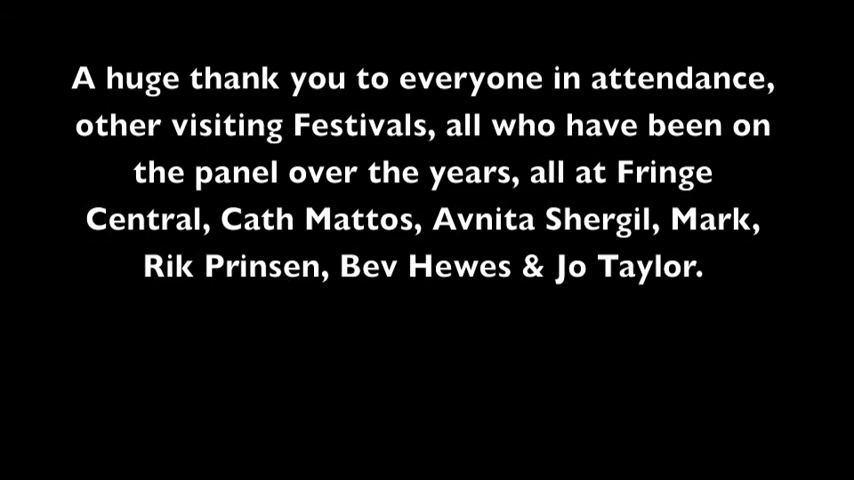 A huge thank you to everyone in attendance,
other visiting Festivals, all who have been on
the panel over the years, all at Fringe
Central, Cath Mattos, Avnita Shergil, Mark,
Rik Prinsen, Bev Hewes & Jo Taylor.